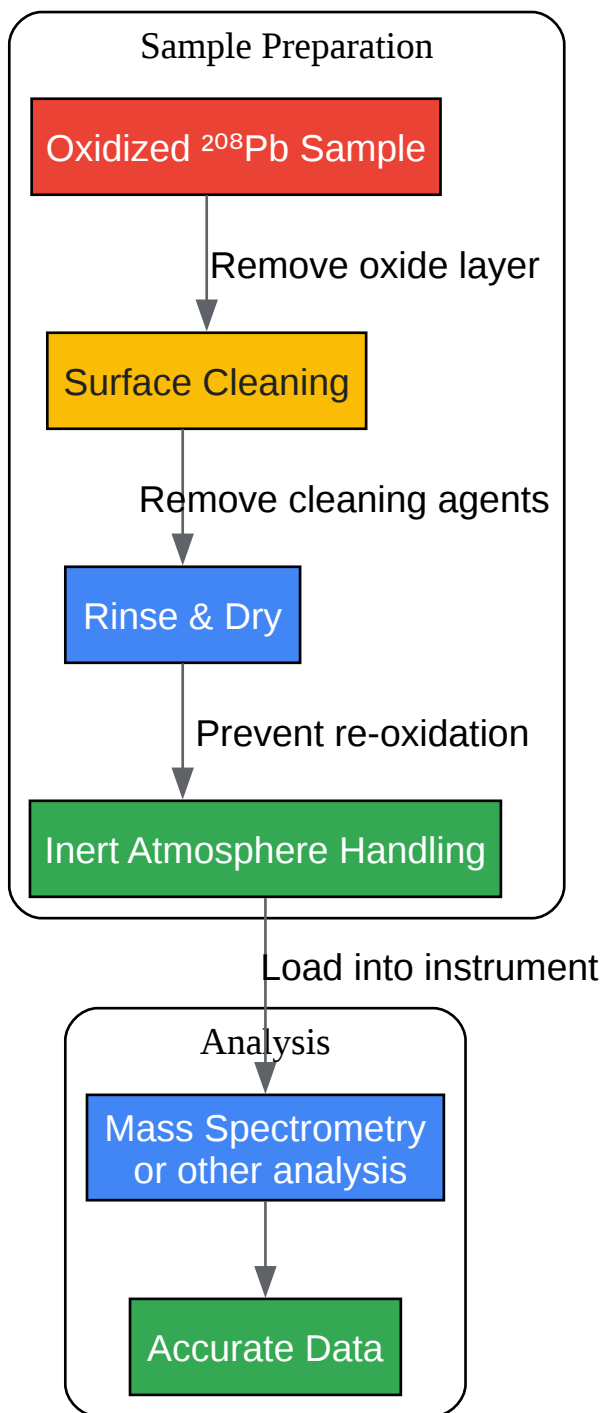 Sample Preparation
Oxidized ²⁰⁸Pb Sample
Remove oxide layer
Surface Cleaning
Remove cleaning agents
Rinse & Dry
Prevent re-oxidation
Inert Atmosphere Handling
Load into instrument
Analysis
Mass Spectrometry
or other analysis
Accurate Data